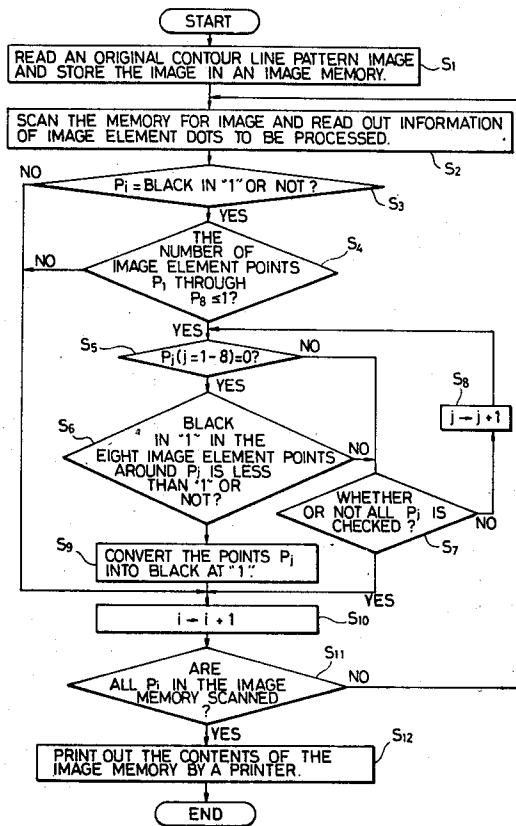 START
READ AN ORIGINAL CONTOUR LINE PATTERN IMAGE
AND STORE THE IMAGE IN AN IMAGE MEMORY.
S1
SCAN THE MEMORY FOR IMAGE AND READ OUT INFORMATION
OF IMAGE ELEMENT DOTS TO BE PROCESSED.
S2
NO
Pi = BLACK IN "1" OR NOT ?
S3
YES
NO
THE
NUMBER OF
IMAGE ELEMENT POINTS
P1 THROUGH
P8 ≤1?
S4
YES
S5
Pj (j = 1 - 8) = 0?
NO
YES
S8
j → j + 1
S6
BLACK
IN "1" IN THE
EIGHT IMAGE ELEMENT POINTS
AROUND Pj IS LESS
THAN "1" OR
NOT?
NO
WHETHER
OR NOT ALL Pj IS
CHECKED ?
NO
S7
YES
S9
CONVERT THE POINTS Pj
INTO BLACK AT "1".
i → i + 1
S10
ARE
ALL Pi IN THE IMAGE
MEMORY SCANNED
?
S11
NO
YES
PRINT OUT THE CONTENTS OF THE
IMAGE MEMORY BY A PRINTER.
S12
END